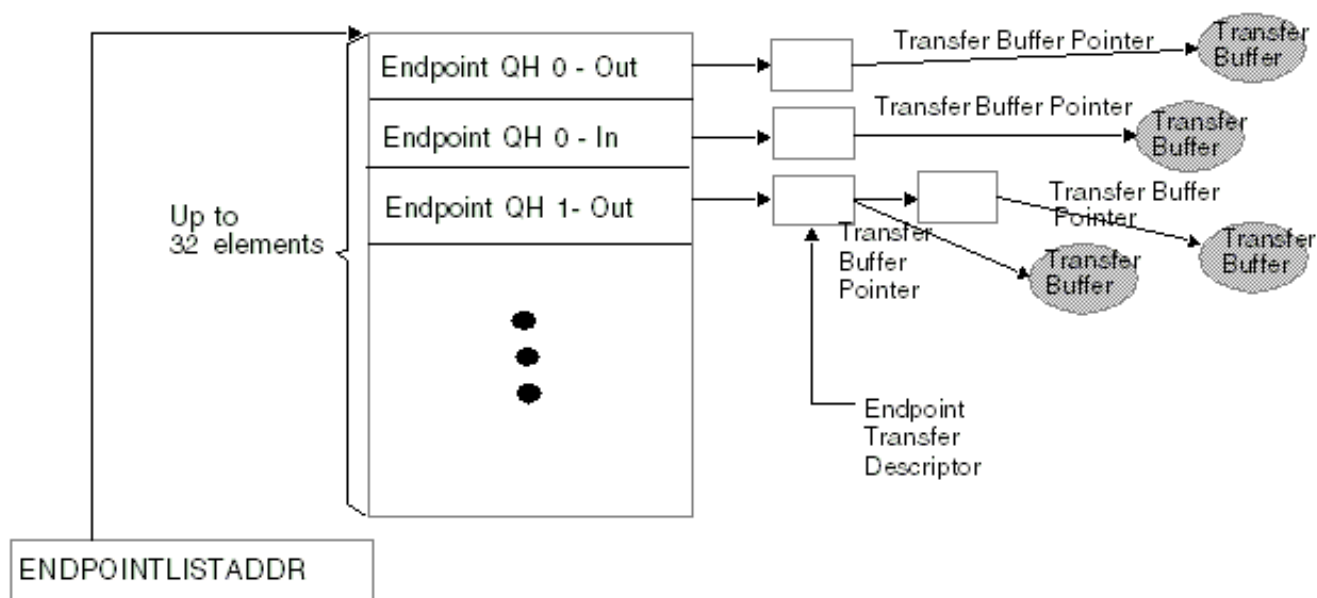 Transfer Buffer Pointer
Transfer
Buffer
Endpoint QH 0 - Out
Transfer Buffer Pointer
Transfer
Buffer
Endpoint QH 0 - In
Endpoint QH 1- Out
Transfer Buffer
Pointer
Transfer
Buffer
Up to
32 elements
Transfer
Buffer
Pointer
Transfer
Buffer
Endpoint
Transfer
Descriptor
ENDPOINTLISTADDR